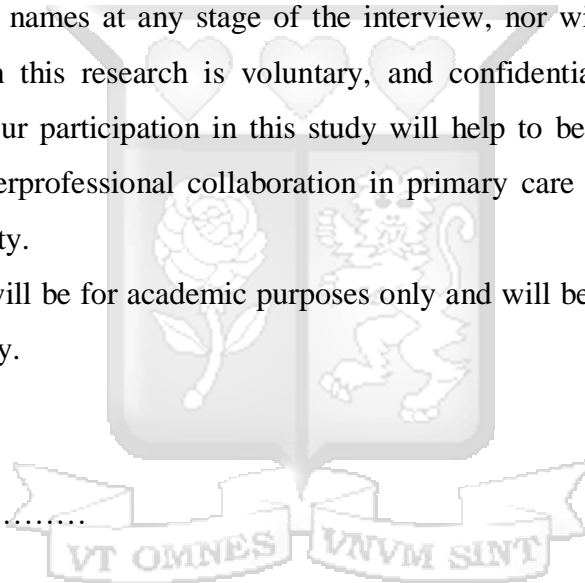 names at any stage of the interview, nor wi
this research is voluntary, and confidentia
ur participation in this study will help to be
erprofessional collaboration in primary care
ty.
will be for academic purposes only and will be
y.
………
VT OMNES VNVM SINT